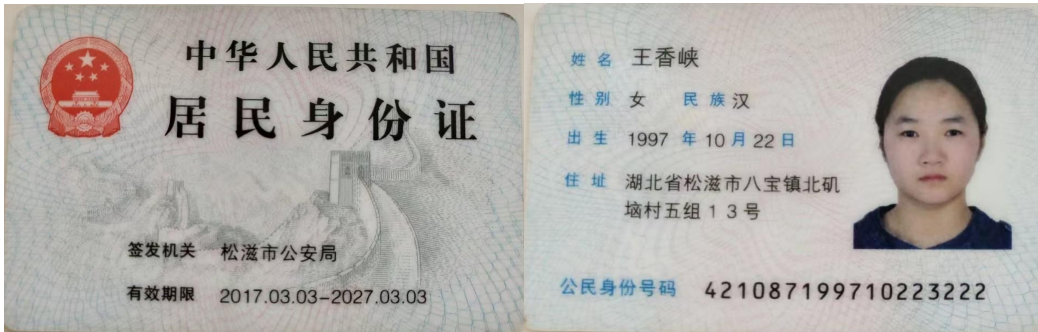 中华人民共和国
居民身份证
签发机关 松滋市公安局
有效期限 2017.03.03-2027.03.03
姓名 王香峡
性别 女 民族 汉
出生 1997 年 10 月 22 日
住址 湖北省松滋市八宝镇北矶
垴村五组13号
公民身份号码 421087199710223222